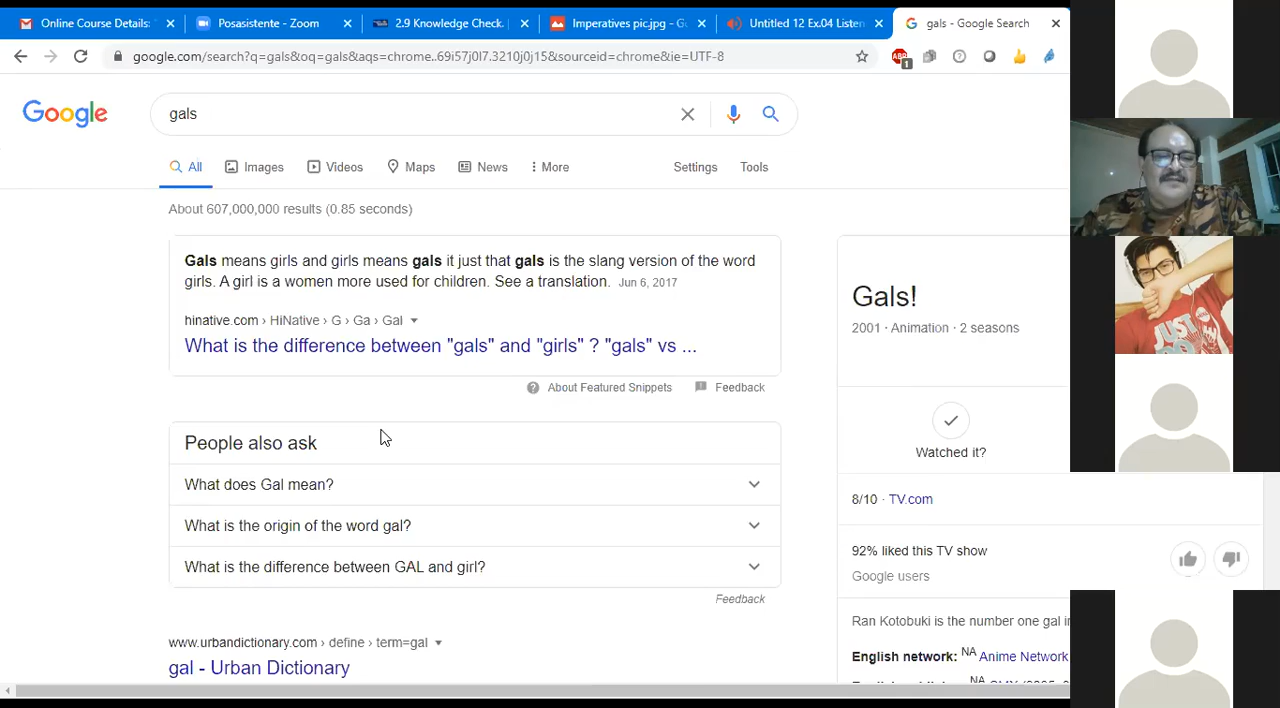 Online Course Details:
Posasistente - Zoom
2.9 Knowledge Check
Imperatives pic.jpg - G
Untitled 12 Ex.04 Listen
gals - Google Search
google.com/search?q=gals&oq=gals&aqs=chrome..69i57j0l7.3210j0j15&sourceid=chrome&ie=UTF-8
ABP
1
Google
gals
All
Images
Videos
Maps
News
More
Settings
Tools
About 607,000,000 results (0.85 seconds)
Gals means girls and girls means gals it just that gals is the slang version of the word
girls. A girl is a women more used for children. See a translation. Jun 6, 2017
hinative.com › HiNative › G › Ga › Gal
What is the difference between "gals" and "girls" ? "gals" vs ...
About Featured Snippets
Feedback
People also ask
What does Gal mean?
What is the origin of the word gal?
What is the difference between GAL and girl?
Feedback
www.urbandictionary.com › define › term=gal
gal - Urban Dictionary
Gals!
2001 · Animation · 2 seasons
Watched it?
8/10 · TV.com
92% liked this TV show
Google users
Ran Kotobuki is the number one gal in
English network: NA Anime Network
NA
JUST